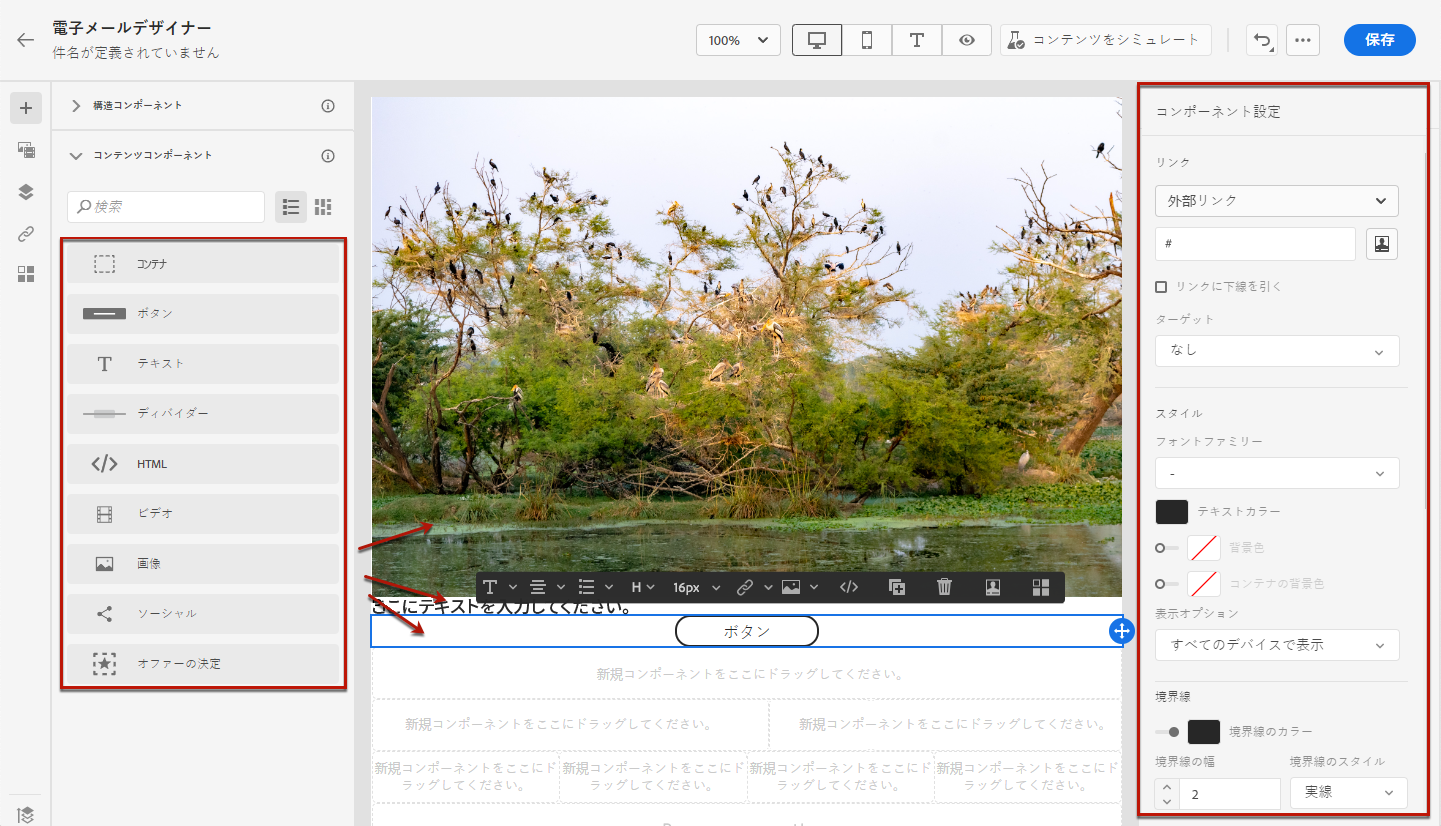 電子メールデザイナー
件名が定義されていません
100%
コンテンツをシミュレート
保存
構造コンポーネント
コンテンツコンポーネント
検索
コンテナ
ボタン
テキスト
ディバイダー
HTML
ビデオ
画像
ソーシャル
オファーの決定
H
16px
ここにテキストを入力してください。
ボタン
新規コンポーネントをここにドラッグしてください。
新規コンポーネントをここにドラッグしてください。
新規コンポーネントをここにドラッグしてください。
新規コンポーネントをここにド
ラッグしてください。
新規コンポーネントをここにド
ラッグしてください。
新規コンポーネントをここにド
ラッグしてください。
新規コンポーネントをここにド
ラッグしてください。
コンポーネント設定
リンク
外部リンク
#
リンクに下線を引く
ターゲット
なし
スタイル
フォントファミリー
-
テキストカラー
背景色
コンテナの背景色
表示オプション
すべてのデバイスで表示
境界線
境界線のカラー
境界線の幅
境界線のスタイル
2
実線